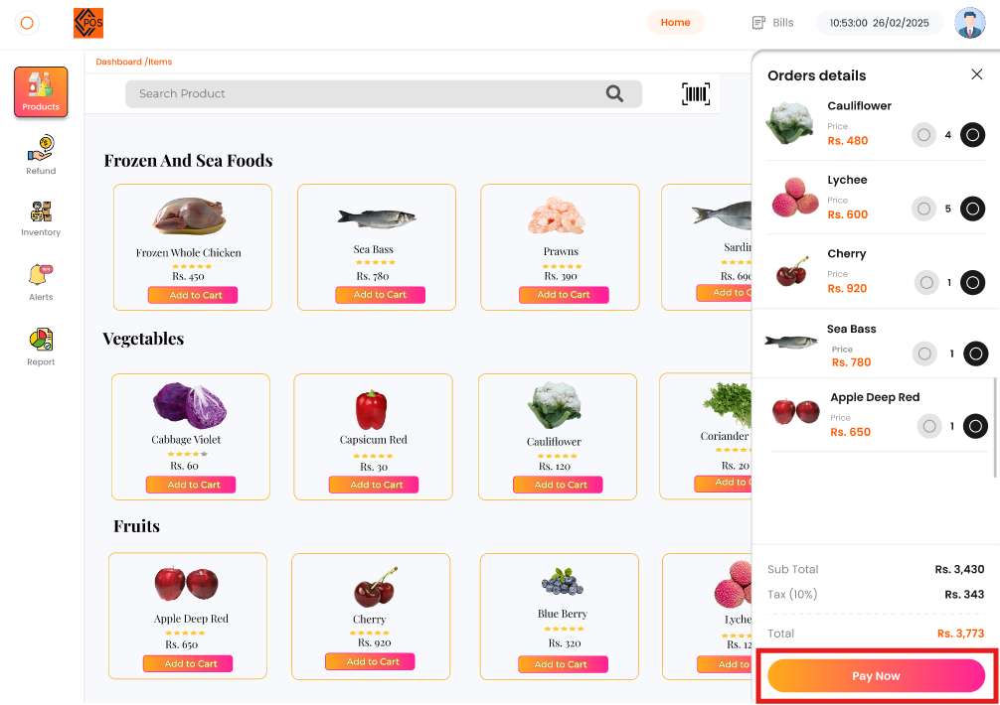 POS
Home
Bills
10:53:00 26/02/2025
Products
Refund
Inventory
Alerts
Report
Dashboard /Items
Search Product
Frozen And Sea Foods
Frozen Whole Chicken
Rs. 450
Add to Cart
Sea Bass
Rs. 780
Add to Cart
Prawns
Rs. 390
Add to Cart
Sardin
Rs. 690
Add to C
Vegetables
Cabbage Violet
Rs. 60
Add to Cart
Capsicum Red
Rs. 30
Add to Cart
Cauliflower
Rs. 120
Add to Cart
Coriander
Rs. 20
Add to C
Fruits
Apple Deep Red
Rs. 650
Add to Cart
Cherry
Rs. 920
Add to Cart
Blue Berry
Rs. 320
Add to Cart
Lyche
Rs. 12
Add to
Orders details
Cauliflower
Price
Rs. 480
4
Lychee
Price
Rs. 600
5
Cherry
Price
Rs. 920
1
Sea Bass
Price
Rs. 780
1
Apple Deep Red
Price
Rs. 650
1
Sub Total Rs. 3,430
Tax (10%) Rs. 343
Total Rs. 3,773
Pay Now